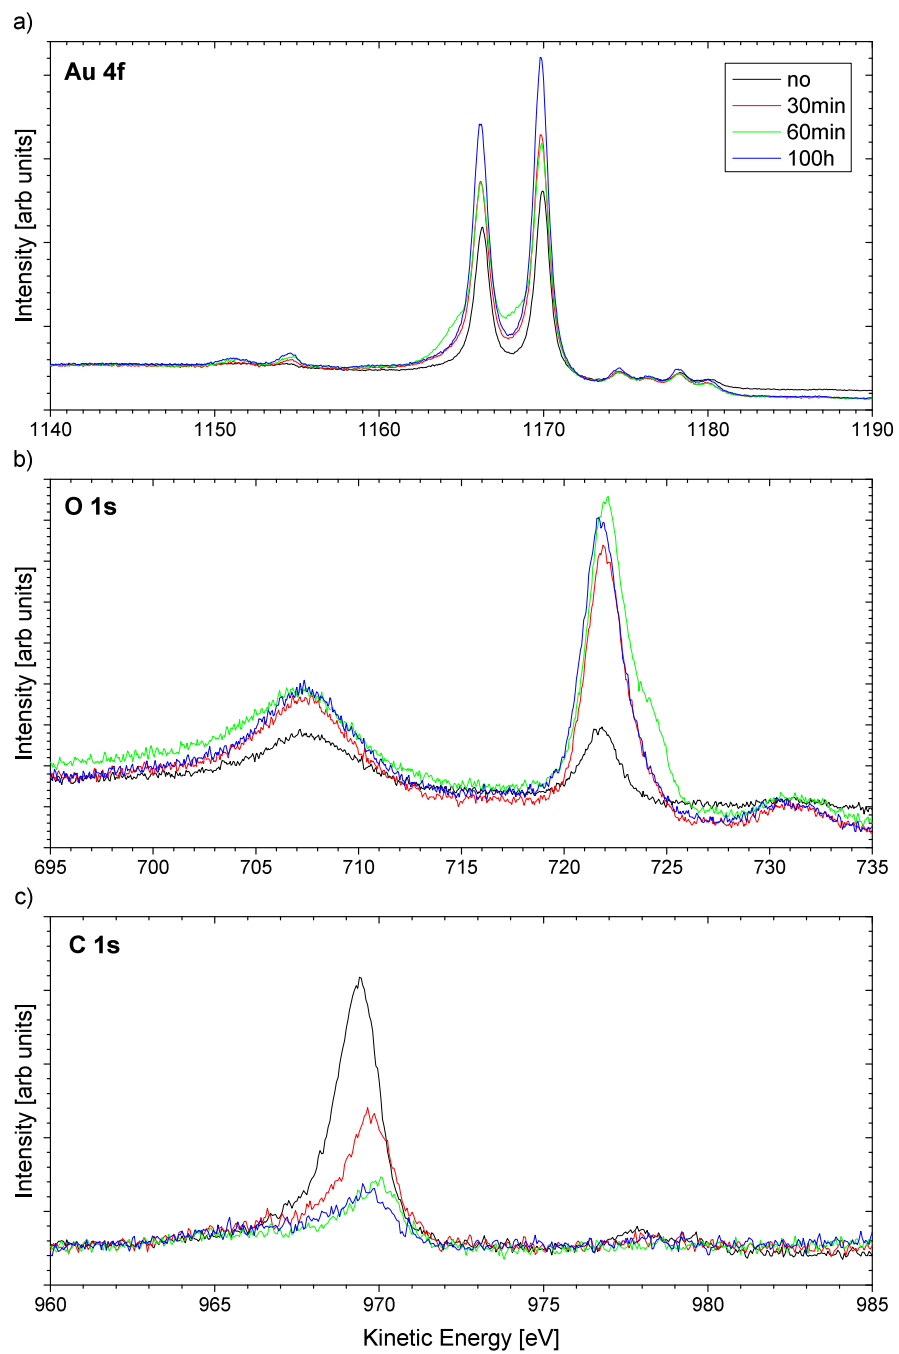 a)
Au 4f
no
30min
60min
100h
Intensity [arb units]
1140 1150 1160 1170 1180 1190
b)
O 1s
Intensity [arb units]
695 700 705 710 715 720 725 730 735
c)
C 1s
Intensity [arb units]
960 965 970 975 980 985
Kinetic Energy [eV]